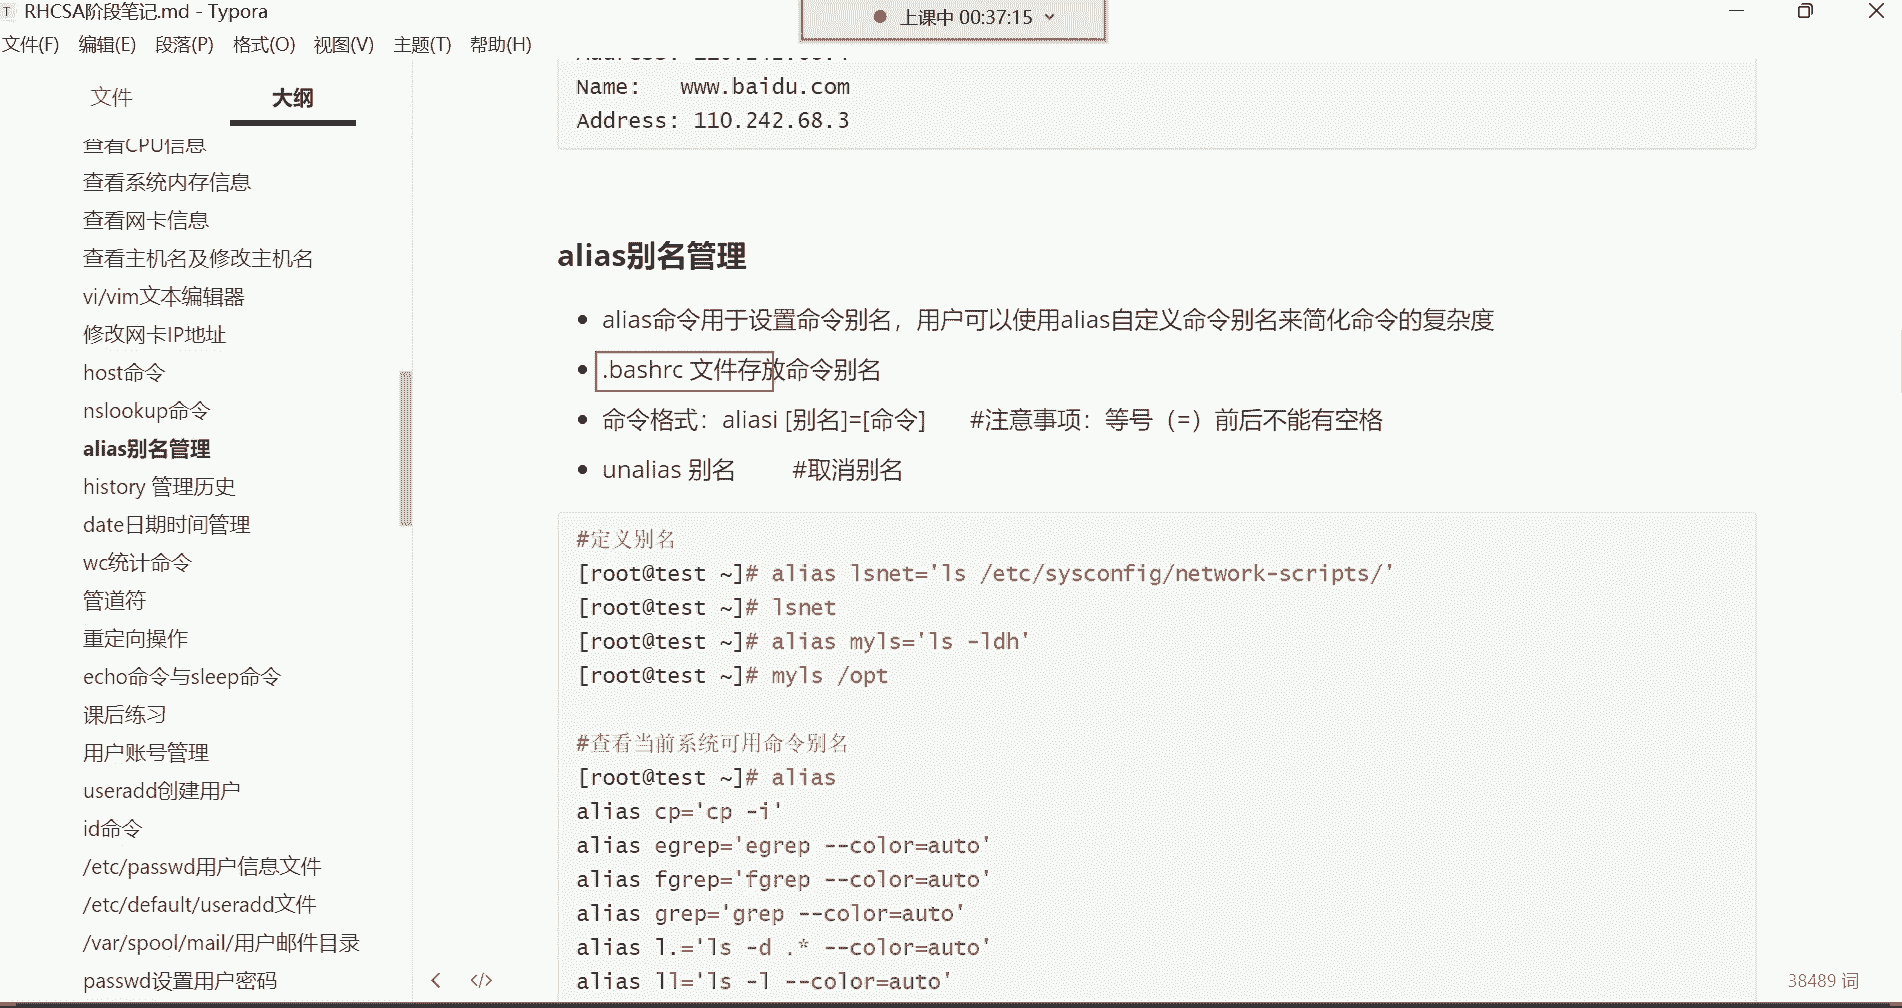 RHCSA阶段笔记.md - Typora
上课中 00:37:15
文件(F) 编辑(E) 段落(P) 格式(O) 视图(V) 主题(T) 帮助(H)
文件 大纲
查看CPU信息
查看系统内存信息
查看网卡信息
查看主机名及修改主机名
vi/vim文本编辑器
修改网卡IP地址
host命令
nslookup命令
alias别名管理
history 管理历史
date日期时间管理
wc统计命令
管道符
重定向操作
echo命令与sleep命令
课后练习
用户账号管理
useradd创建用户
id命令
/etc/passwd用户信息文件
/etc/default/useradd文件
/var/spool/mail/用户邮件目录
passwd设置用户密码
Name: www.baidu.com
Address: 110.242.68.3
alias别名管理
alias命令用于设置命令别名，用户可以使用alias自定义命令别名来简化命令的复杂度
.bashrc 文件存放命令别名
命令格式：aliasi [别名]=[命令] #注意事项：等号（=）前后不能有空格
unalias 别名 #取消别名
#定义别名
[root@test ~]# alias lsnet='ls /etc/sysconfig/network-scripts/'
[root@test ~]# lsnet
[root@test ~]# alias myls='ls -ldh'
[root@test ~]# myls /opt
#查看当前系统可用命令别名
[root@test ~]# alias
alias cp='cp -i'
alias egrep='egrep --color=auto'
alias fgrep='fgrep --color=auto'
alias grep='grep --color=auto'
alias l.='ls -d .* --color=auto'
alias ll='ls -l --color=auto'
38489 词